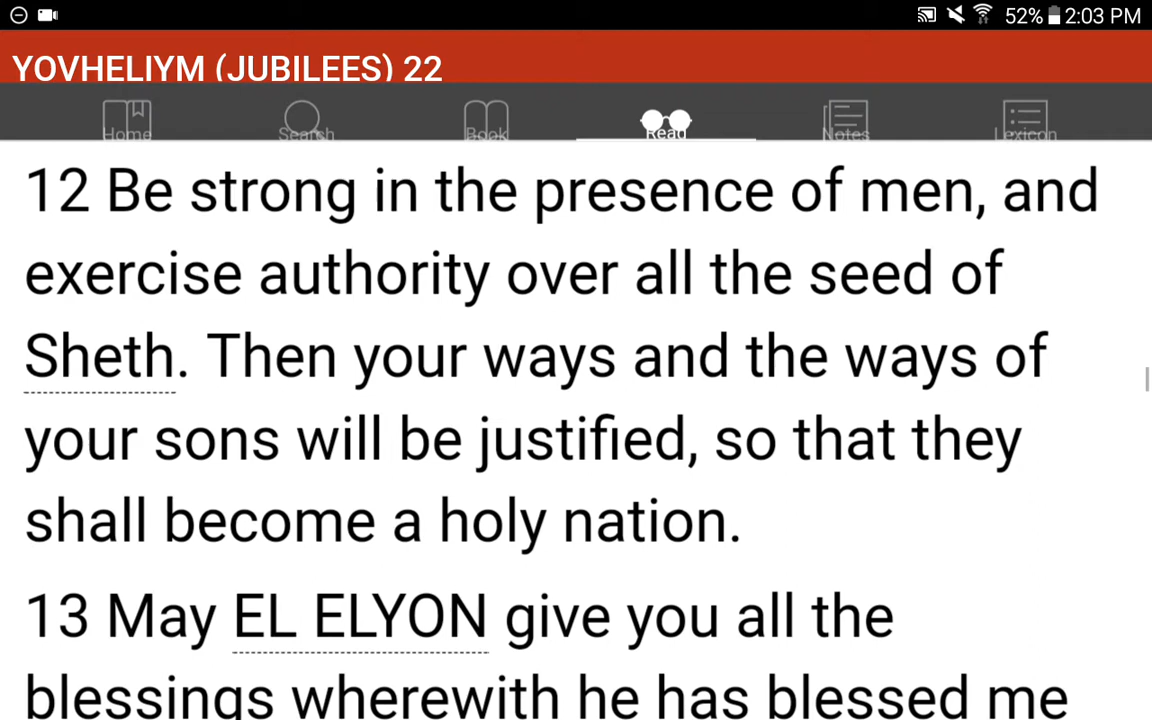 52% 2:03 PM
YOVHELIYM (JUBILEES) 22
Home Search Book Read Notes Lexicon
12 Be strong in the presence of men, and
exercise authority over all the seed of
Sheth. Then your ways and the ways of
your sons will be justified, so that they
shall become a holy nation.
13 May EL ELYON give you all the
blessings wherewith he has blessed me